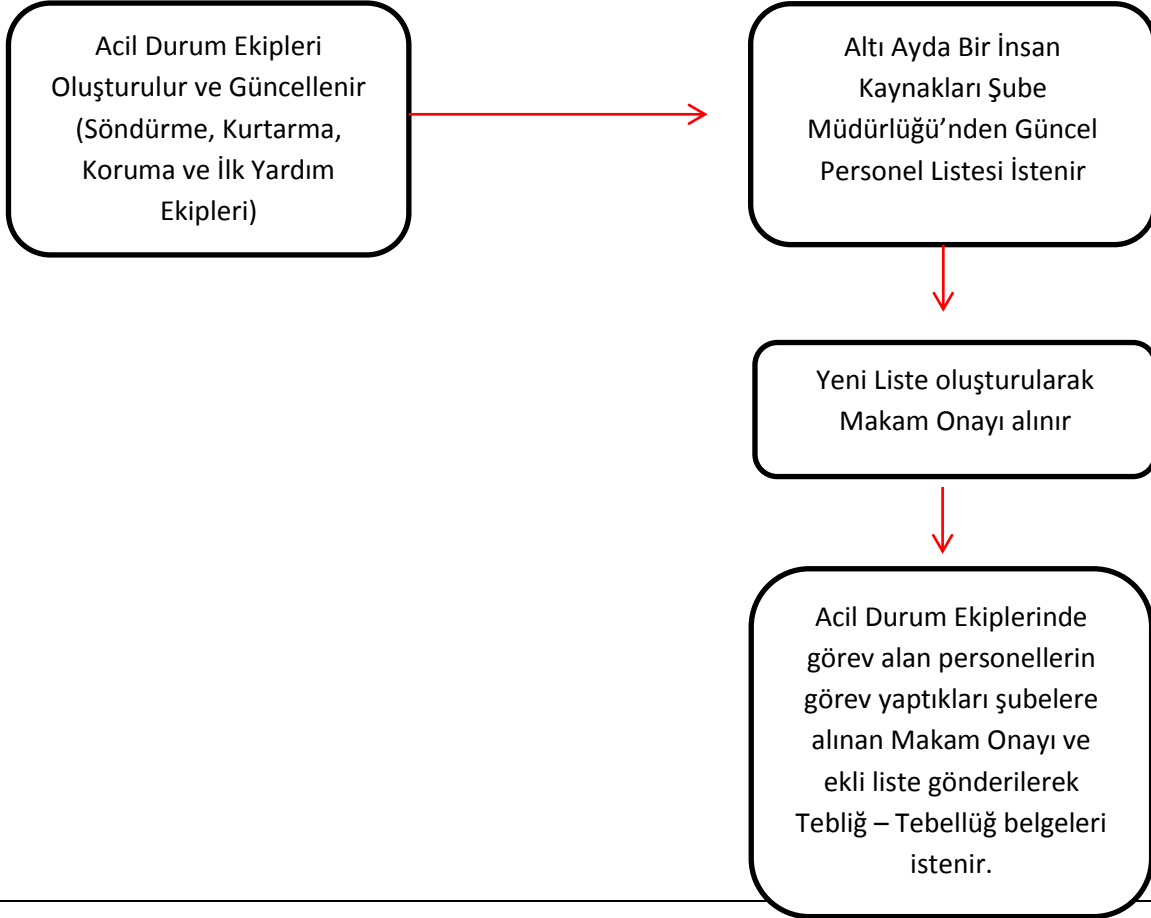 Acil Durum Ekipleri
Oluşturulur ve Güncellenir
(Söndürme, Kurtarma,
Koruma ve İlk Yardım
Ekipleri)
Altı Ayda Bir İnsan
Kaynakları Şube
Müdürlüğü’nden Güncel
Personel Listesi İstenir
Yeni Liste oluşturularak
Makam Onayı alınır
Acil Durum Ekiplerinde
görev alan personellerin
görev yaptıkları şubelere
alınan Makam Onayı ve
ekli liste gönderilerek
Tebliğ – Tebellüğ belgeleri
istenir.